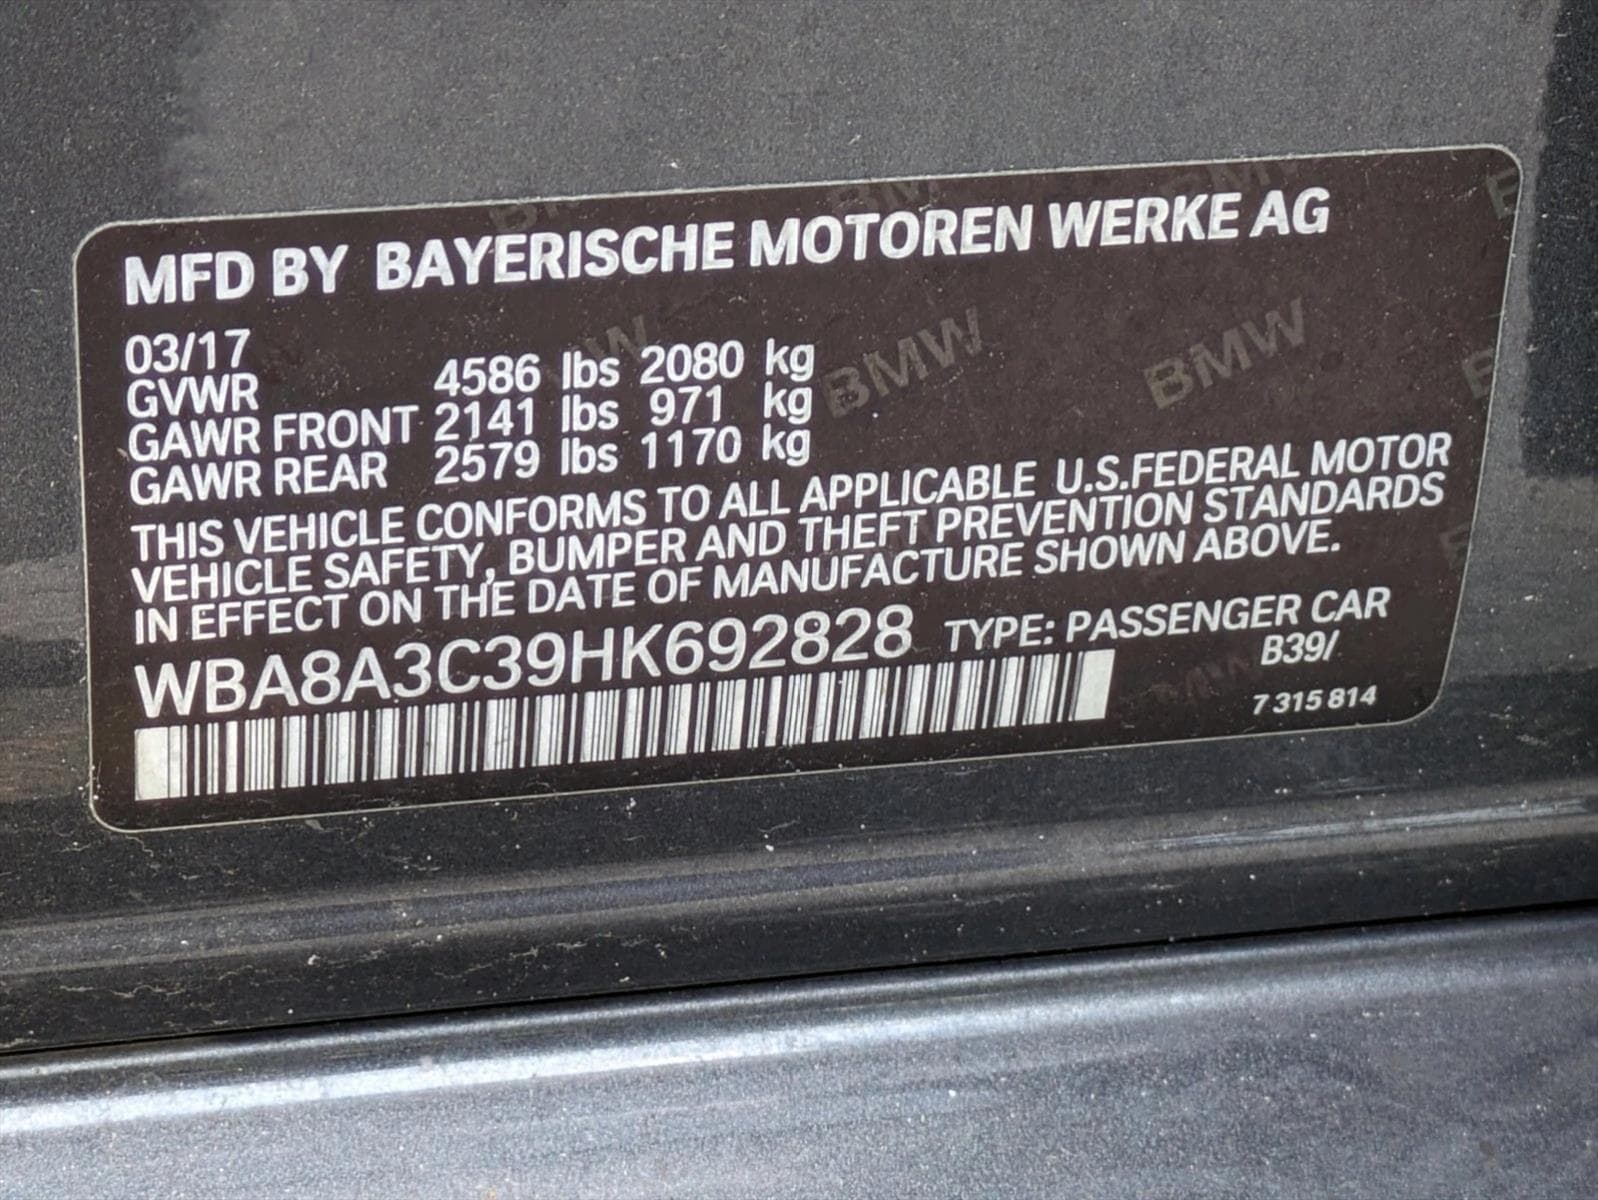 MFD BY BAYERISCHE MOTOREN WERKE AG
03/17
GVWR 4586 lbs 2080 kg
GAWR FRONT 2141 lbs 971 kg
GAWR REAR 2579 lbs 1170 kg
THIS VEHICLE CONFORMS TO ALL APPLICABLE U.S.FEDERAL MOTOR
VEHICLE SAFETY, BUMPER AND THEFT PREVENTION STANDARDS
IN EFFECT ON THE DATE OF MANUFACTURE SHOWN ABOVE.
WBA8A3C39HK692828 TYPE: PASSENGER CAR
B39/
7 315 814
BMW
BMW